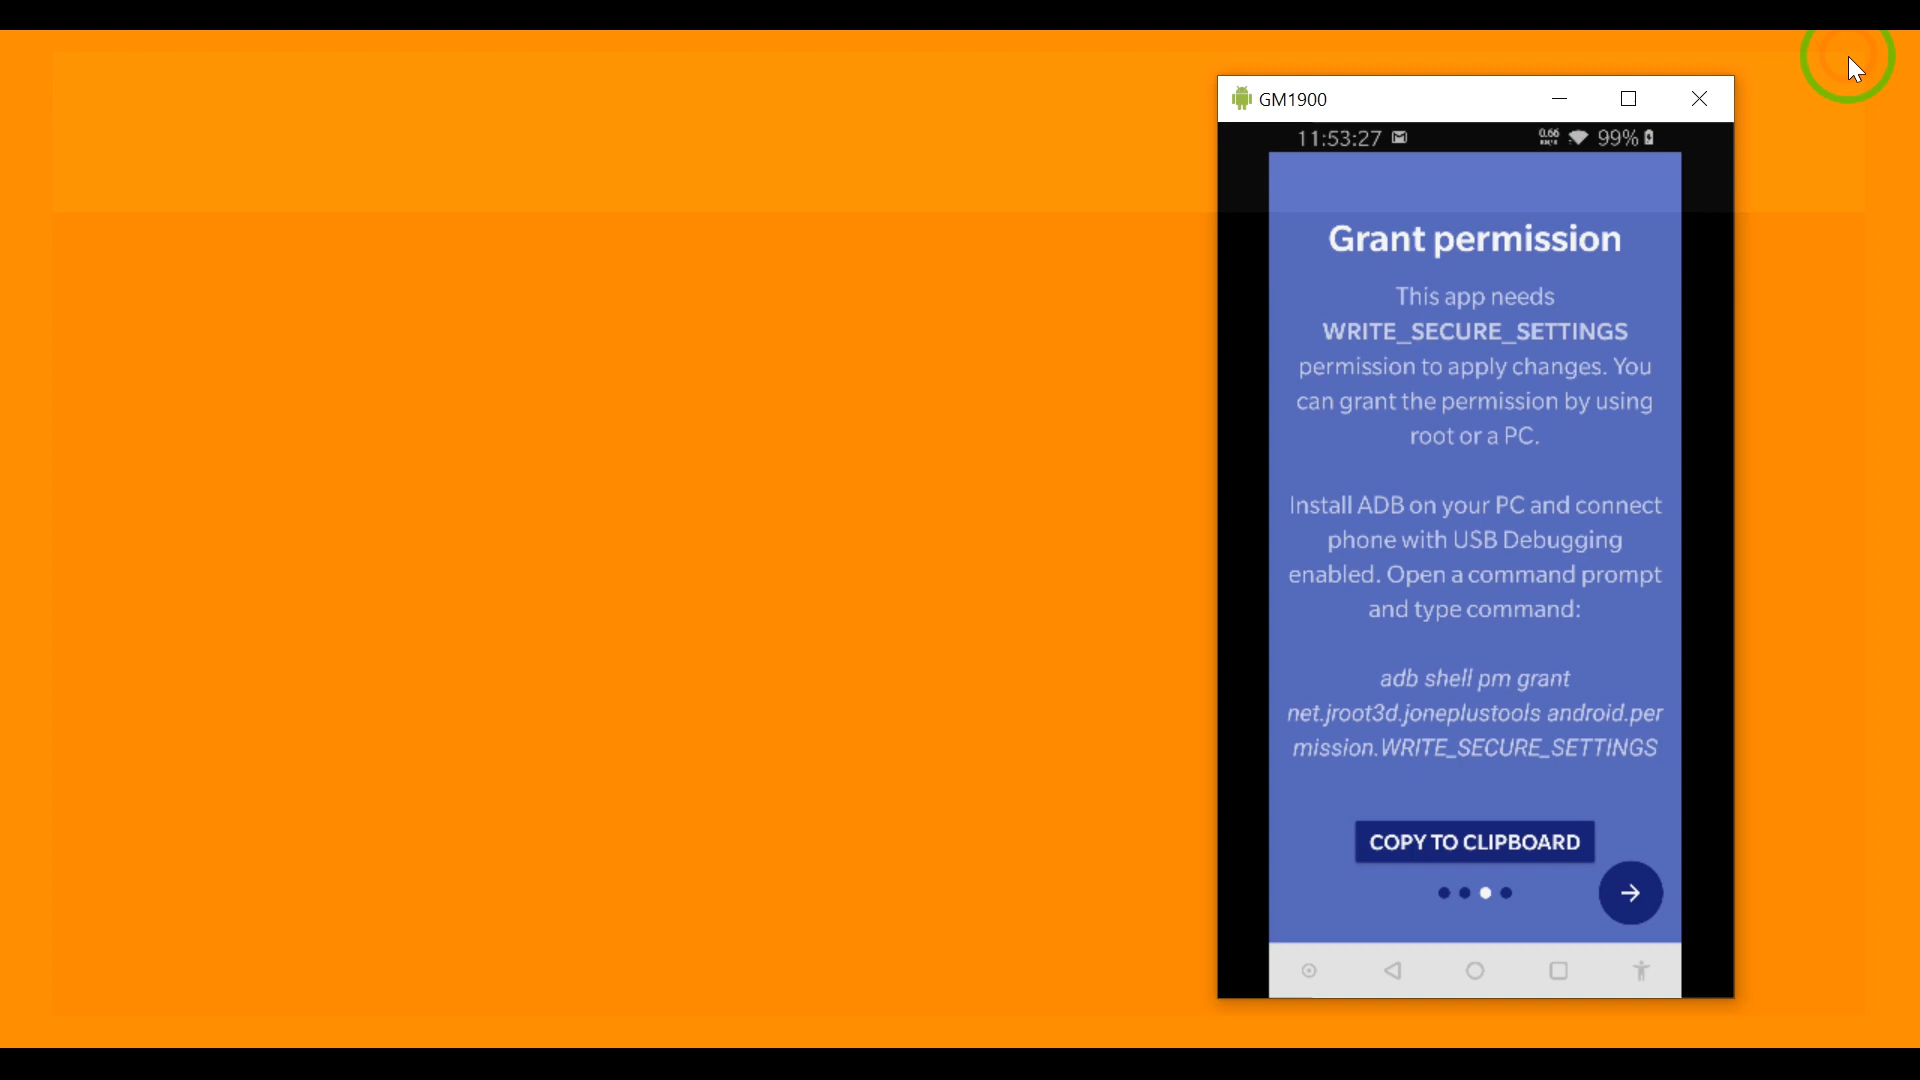 GM1900
11:53:27
0.66
99%
Grant permission
This app needs
WRITE_SECURE_SETTINGS
permission to apply changes. You
can grant the permission by using
root or a PC.
Install ADB on your PC and connect
phone with USB Debugging
enabled. Open a command prompt
and type command:
adb shell pm grant
net.jroot3d.joneplustools android.per
mission.WRITE_SECURE_SETTINGS
COPY TO CLIPBOARD